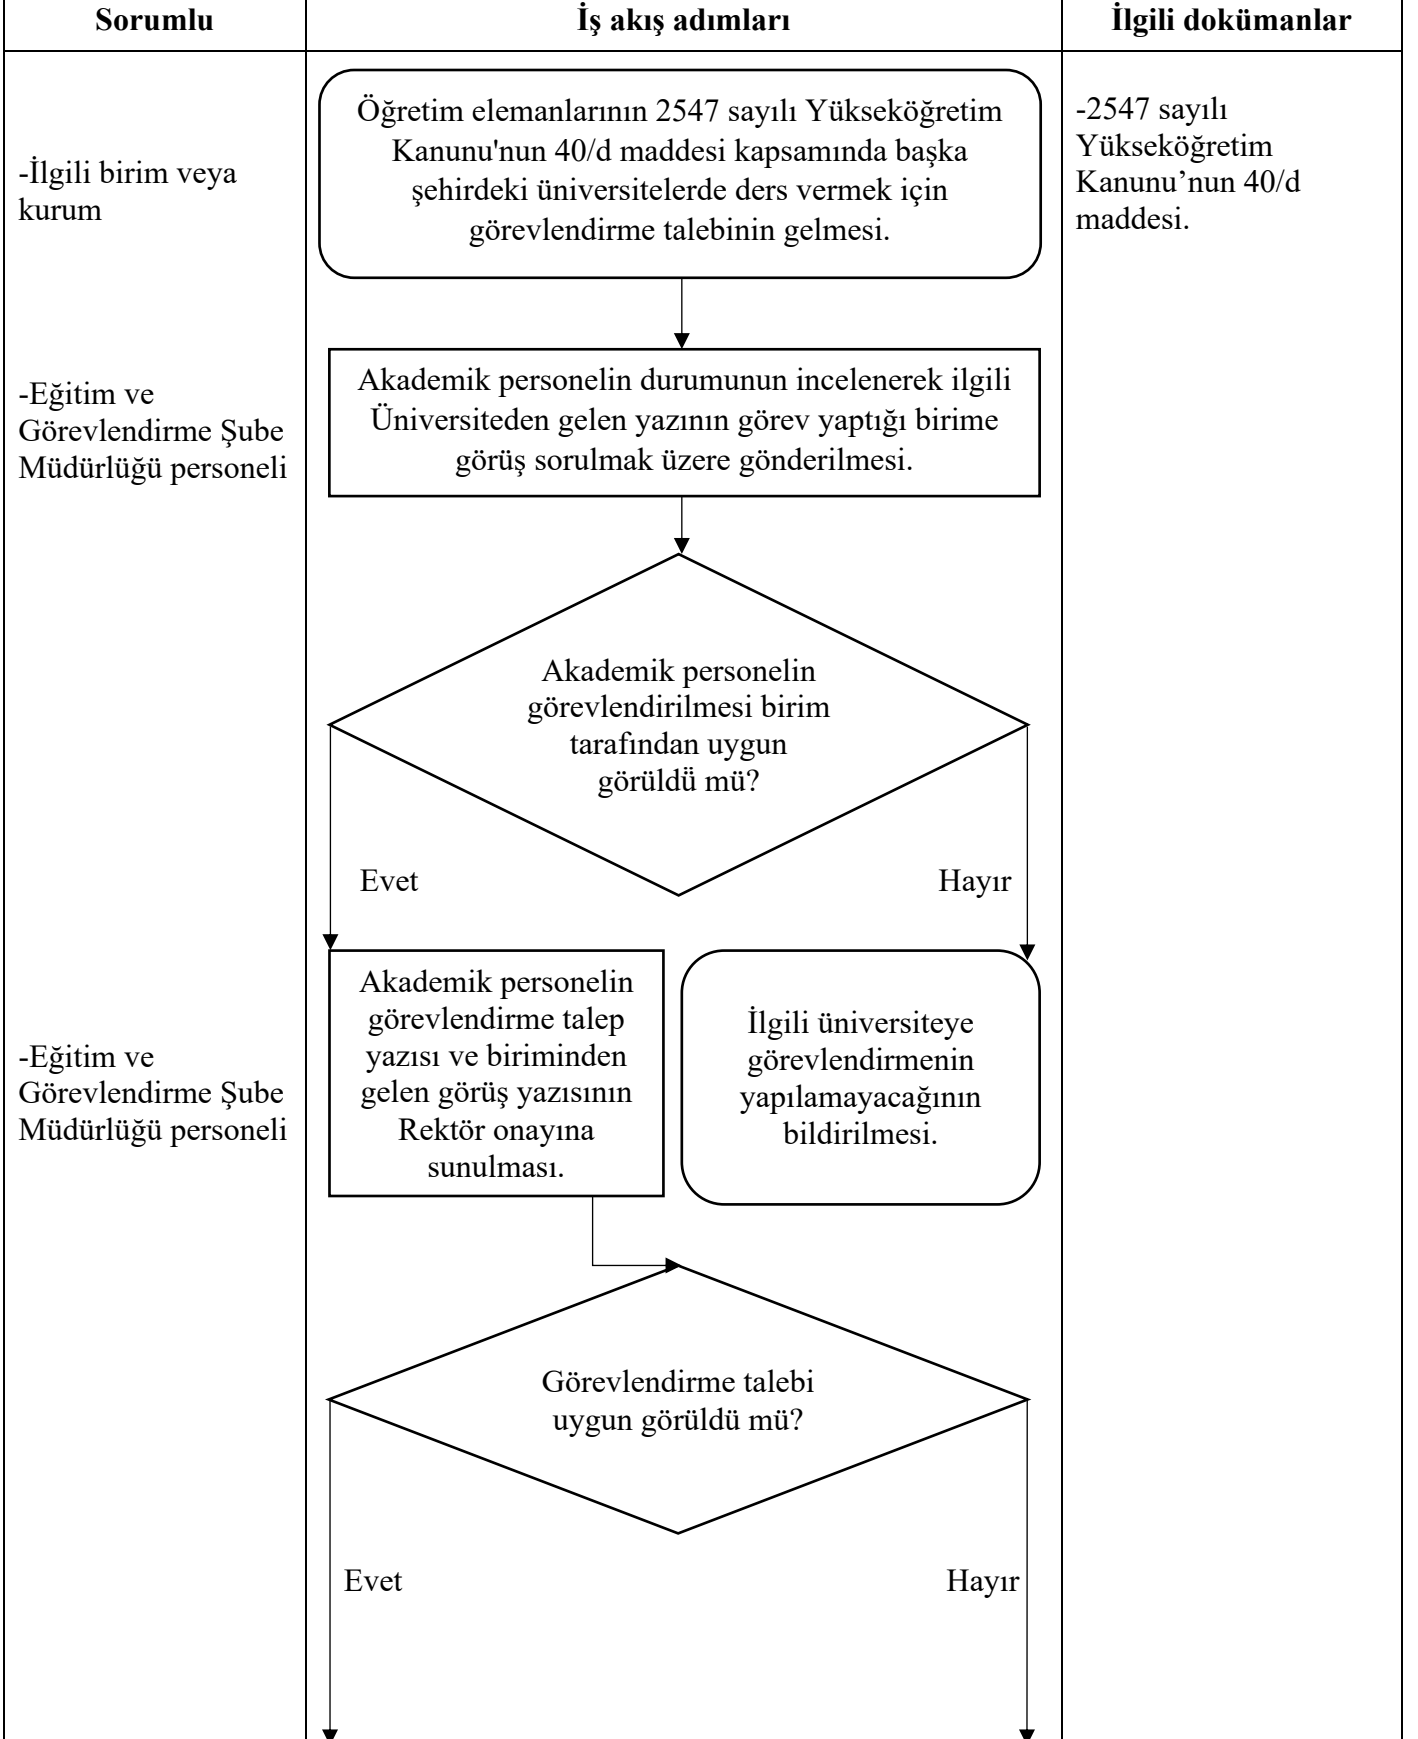 Sorumlu
İş akış adımları
İlgili dokümanlar
-İlgili birim veya
kurum
Öğretim elemanlarının 2547 sayılı Yükseköğretim
Kanunu'nun 40/d maddesi kapsamında başka
şehirdeki üniversitelerde ders vermek için
görevlendirme talebinin gelmesi.
-2547 sayılı
Yükseköğretim
Kanunu’nun 40/d
maddesi.
-Eğitim ve
Görevlendirme Şube
Müdürlüğü personeli
Akademik personelin durumunun incelenerek ilgili
Üniversiteden gelen yazının görev yaptığı birime
görüş sorulmak üzere gönderilmesi.
Akademik personelin
görevlendirilmesi birim
tarafından uygun
görüldü mü?
Evet
Hayır
-Eğitim ve
Görevlendirme Şube
Müdürlüğü personeli
Akademik personelin
görevlendirme talep
yazısı ve biriminden
gelen görüş yazısının
Rektör onayına
sunulması.
İlgili üniversiteye
görevlendirmenin
yapılamayacağının
bildirilmesi.
Görevlendirme talebi
uygun görüldü mü?
Evet
Hayır